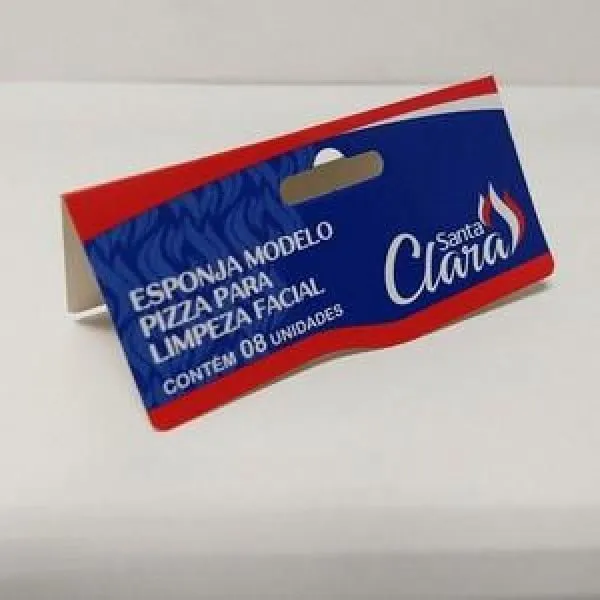 ESPONJA MODELO
PIZZA PARA
LIMPEZA FACIAL
CONTÉM 08 UNIDADES
Santa
Clara